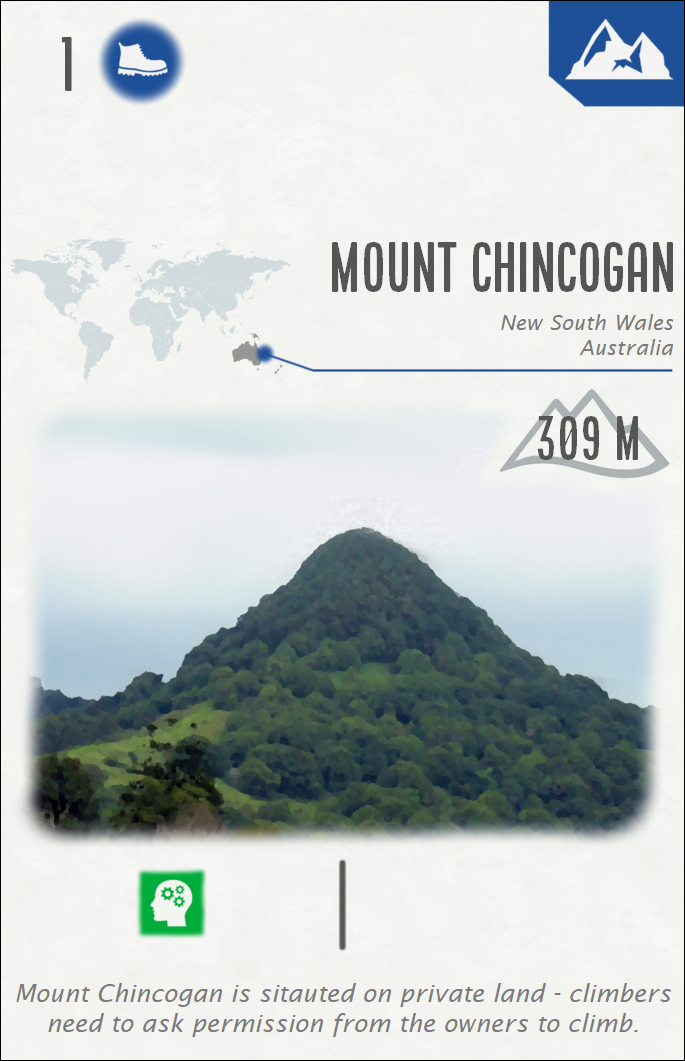 1
MOUNT CHINCOGAN
New South Wales
Australia
309 M
Mount Chincogan is sitauted on private land - climbers
need to ask permission from the owners to climb.